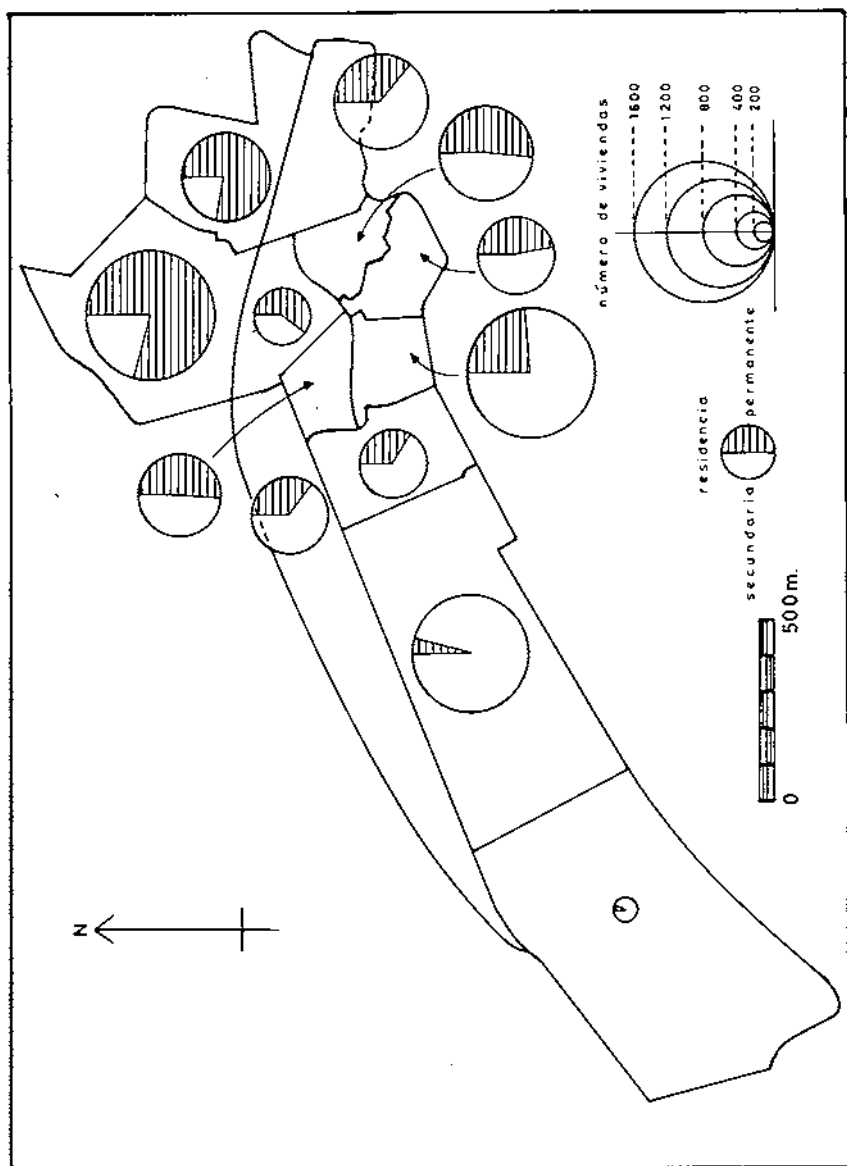 N
número de viviendas
1600
1200
800
400
200
residencia
secundaria
permanente
0
500m.